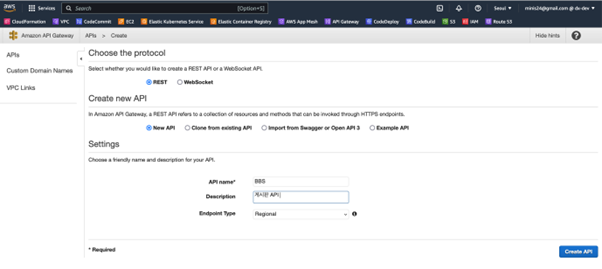 aws
Services
Search
[Option+S]
Seoul
minis24@gmail.com @ dv-dev
CloudFormation
VPC
CodeCommit
EC2
Elastic Kubernetes Service
Elastic Container Registry
AWS App Mesh
API Gateway
CodeDeploy
CodeBuild
S3
IAM
Route 53
Amazon API Gateway
APIs > Create
Hide hints
APIs
Custom Domain Names
VPC Links
Choose the protocol
Select whether you would like to create a REST API or a WebSocket API.
REST
WebSocket
Create new API
In Amazon API Gateway, a REST API refers to a collection of resources and methods that can be invoked through HTTPS endpoints.
New API
Clone from existing API
Import from Swagger or Open API 3
Example API
Settings
Choose a friendly name and description for your API.
API name*
BBS
Description
게시판 API
Endpoint Type
Regional
* Required
Create API